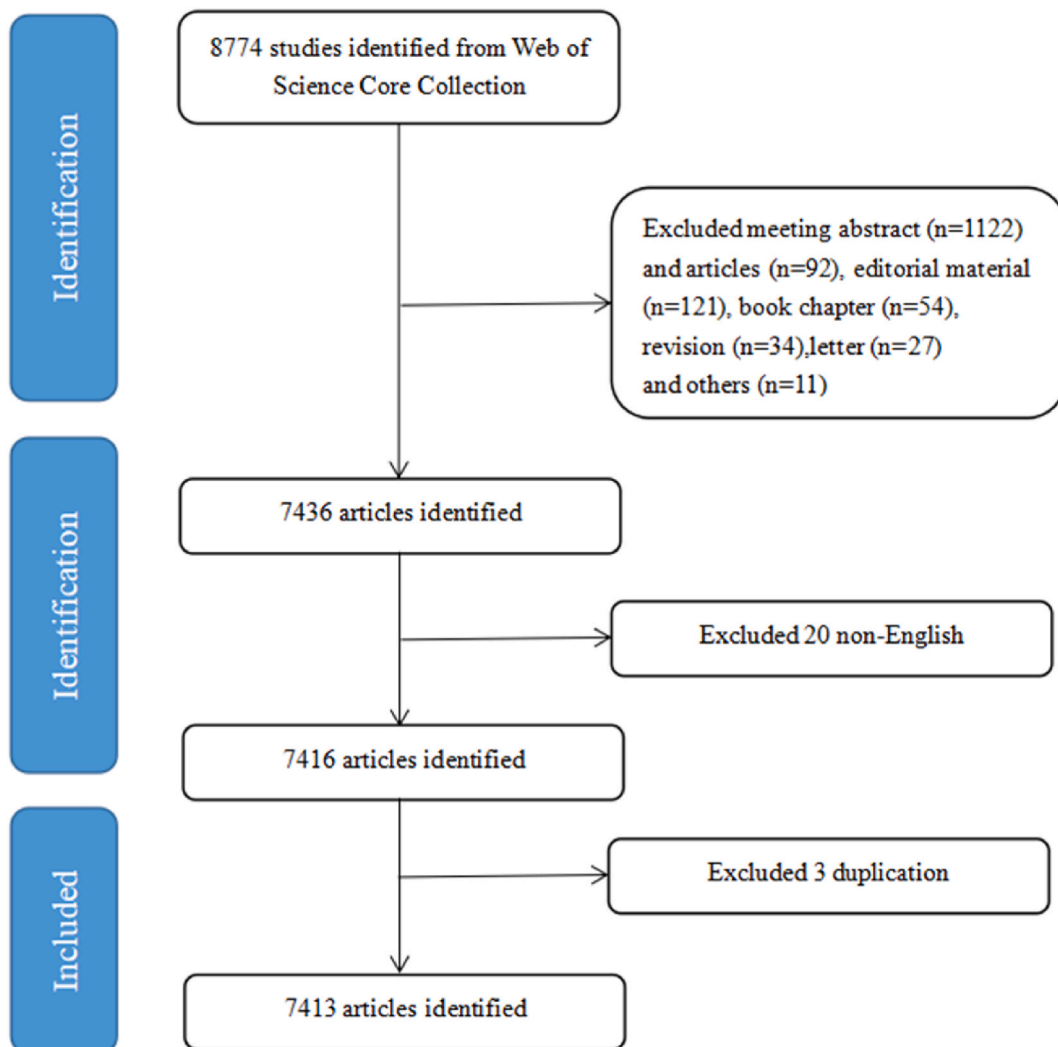 Identification
8774 studies identified from Web of
Science Core Collection
Excluded meeting abstract (n=1122)
and articles (n=92), editorial material
(n=121), book chapter (n=54),
revision (n=34),letter (n=27)
and others (n=11)
Identification
7436 articles identified
Excluded 20 non-English
7416 articles identified
Included
Excluded 3 duplication
7413 articles identified